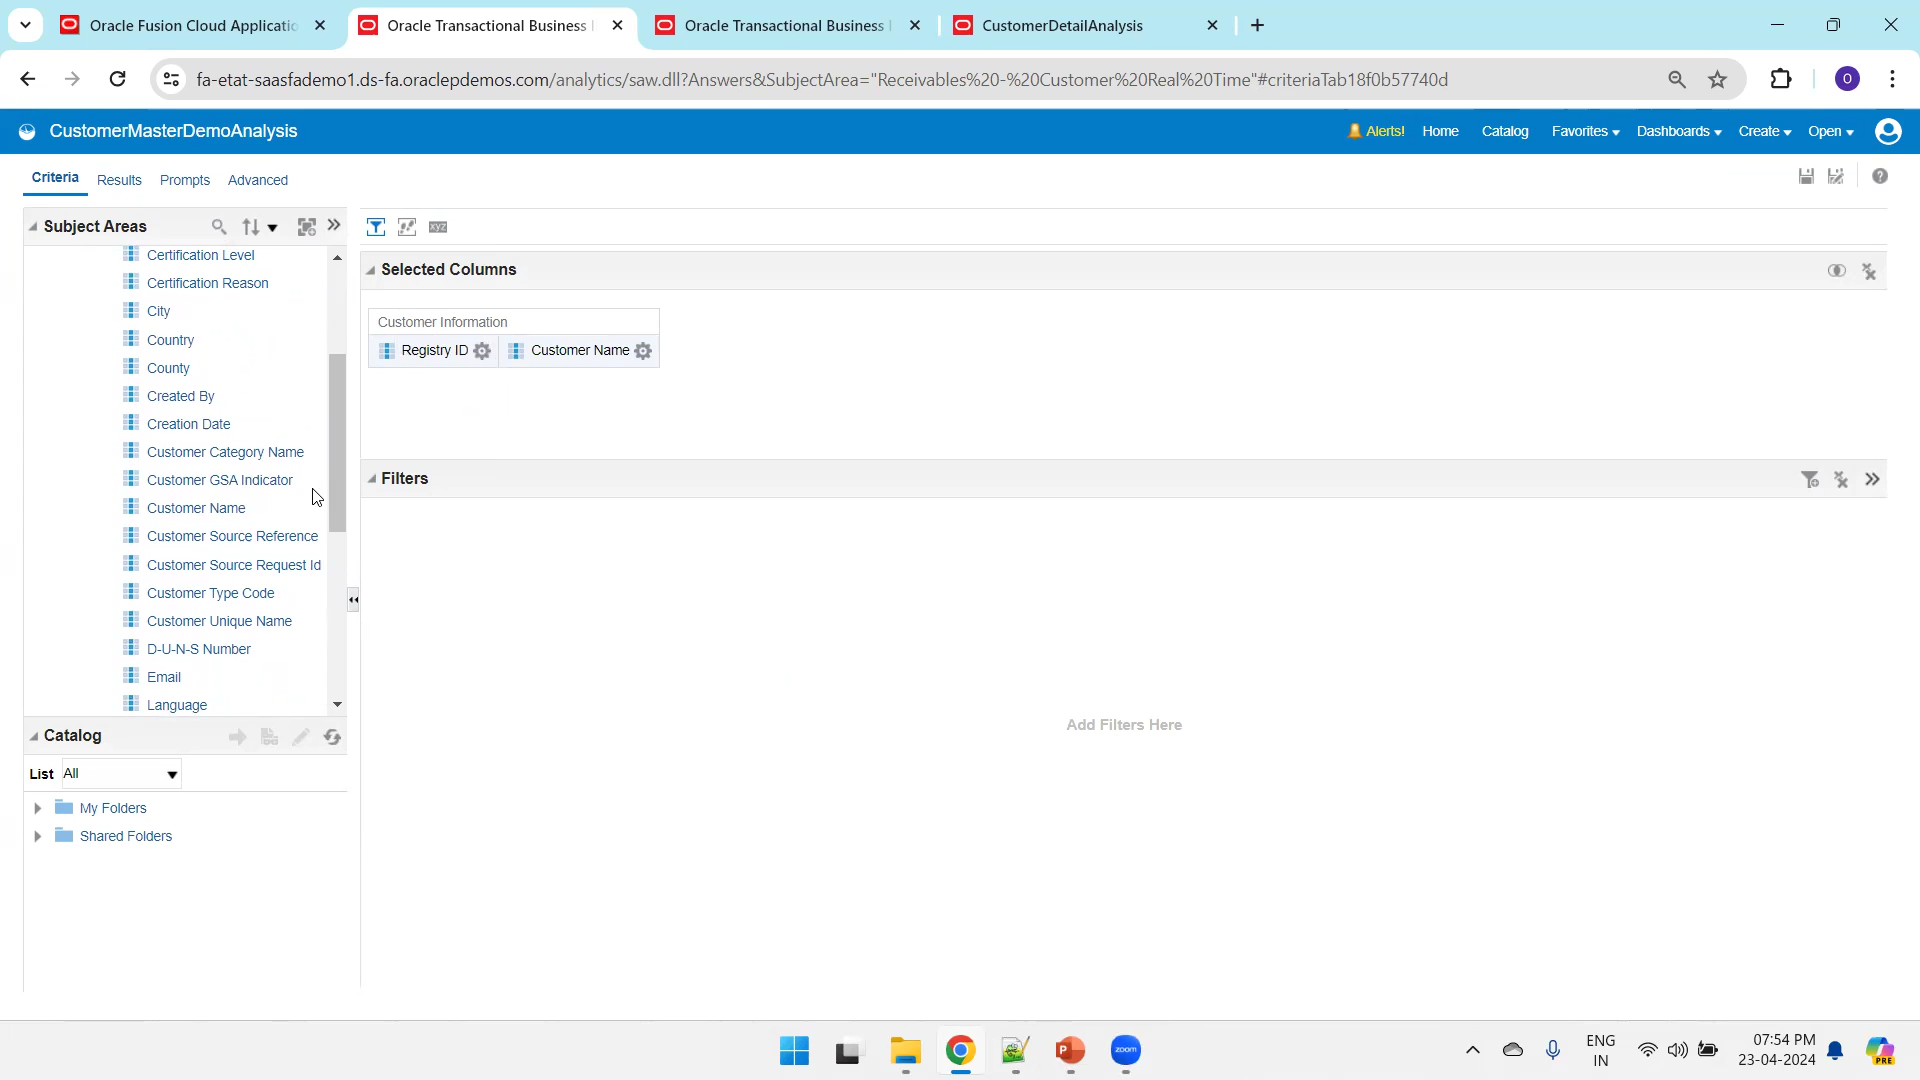 Oracle Fusion Cloud Applicatio
Oracle Transactional Business
Oracle Transactional Business
CustomerDetailAnalysis
fa-etat-saasfademo1.ds-fa.oraclepdemos.com/analytics/saw.dll?Answers&SubjectArea="Receivables%20-%20Customer%20Real%20Time"#criteriaTab18f0b57740d
O
CustomerMasterDemoAnalysis
Alerts!
Home
Catalog
Favorites
Dashboards
Create
Open
Criteria
Results
Prompts
Advanced
Subject Areas
xyz
Certification Level
Certification Reason
City
Country
County
Created By
Creation Date
Customer Category Name
Customer GSA Indicator
Customer Name
Customer Source Reference
Customer Source Request Id
Customer Type Code
Customer Unique Name
D-U-N-S Number
Email
Language
Selected Columns
Customer Information
Registry ID
Customer Name
Filters
Add Filters Here
Catalog
List All
My Folders
Shared Folders
zoom
ENG
IN
07:54 PM
23-04-2024
PRE